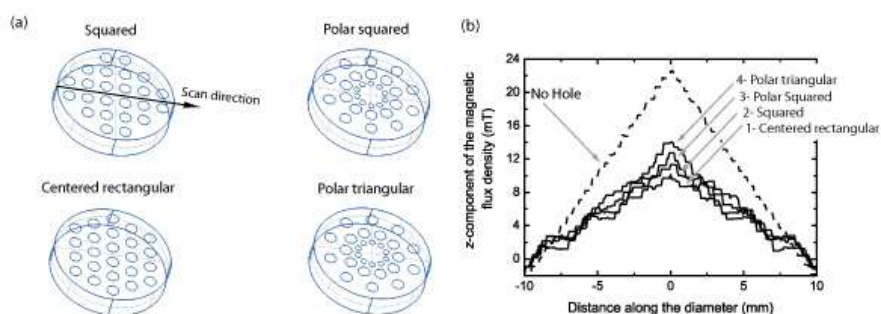 (a)
Squared
Polar squared
Scan direction
Centered rectangular
Polar triangular
(b)
z-component of the magnetic
flux density (mT)
24
20
16
12
8
4
0
No Hole
4- Polar triangular
3- Polar Squared
2- Squared
1- Centered rectangular
-10
-5
0
5
10
Distance along the diameter (mm)